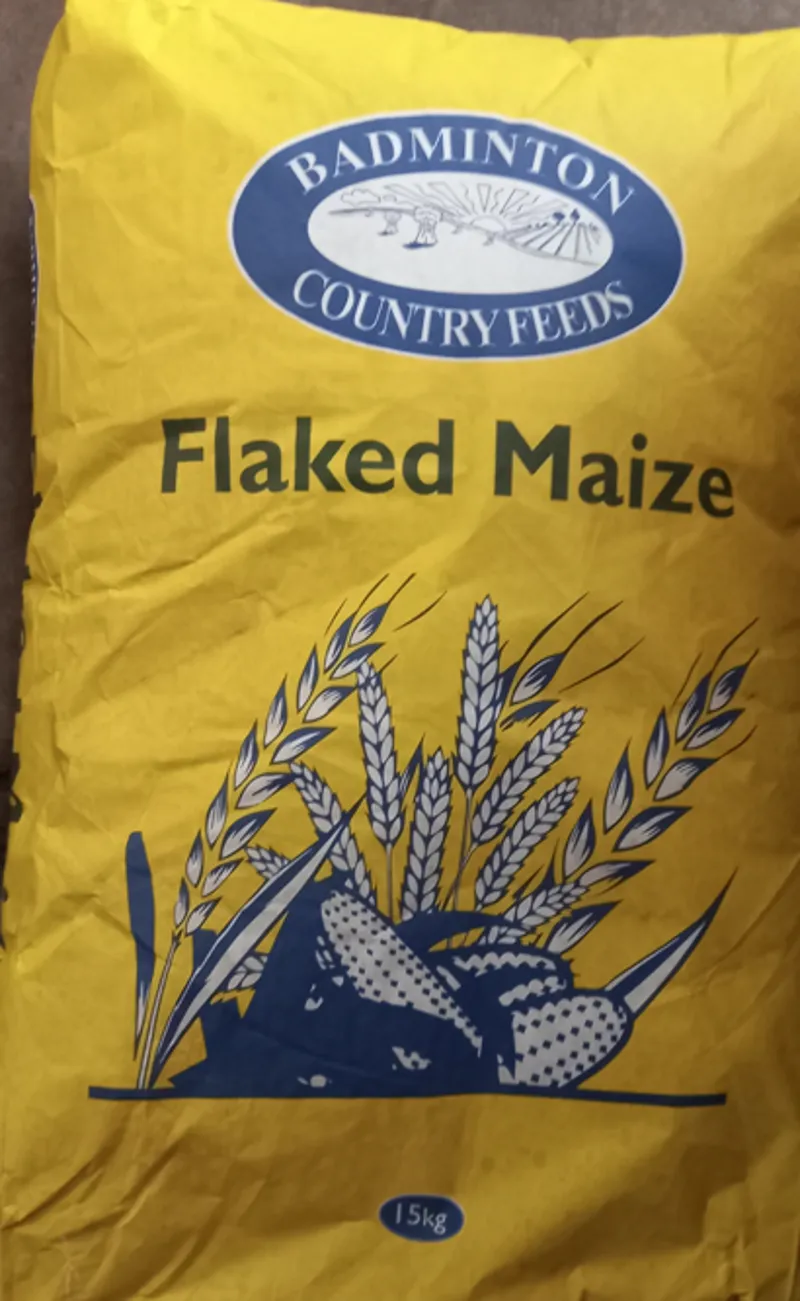 BADMINTON
COUNTRY FEEDS
Flaked Maize
15kg